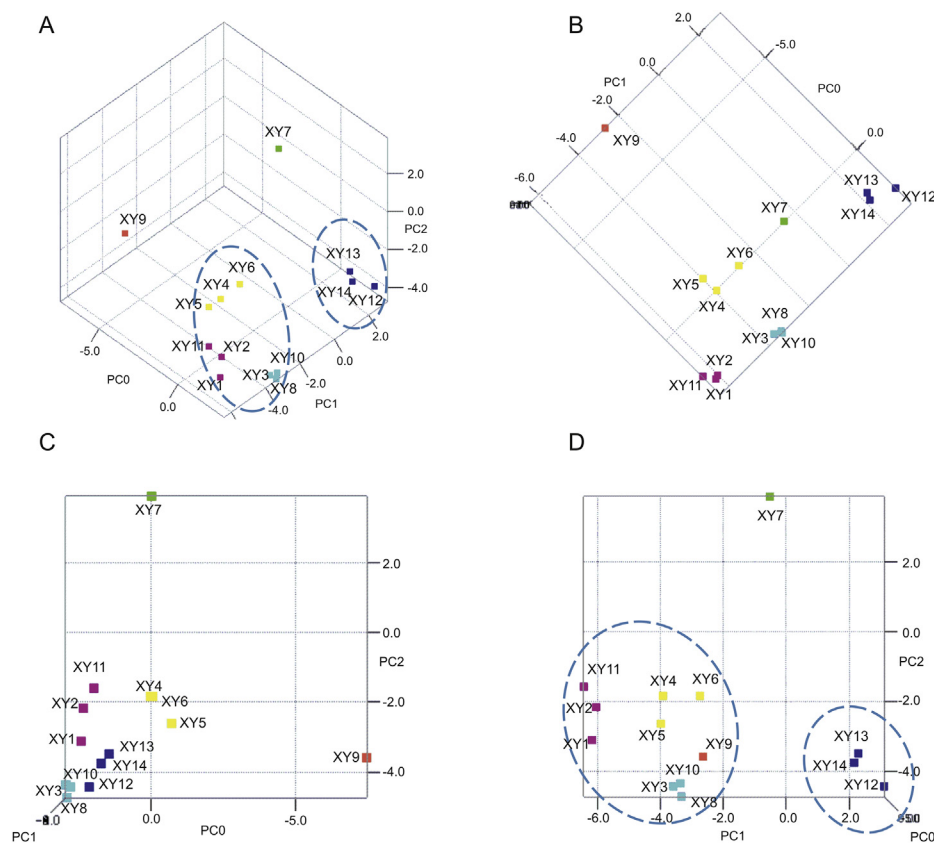 A
XY7
XY9
2.0
0.0
PC2
-2.0
-4.0
XY13
XY14
XY12
XY6
XY4
XY5
XY11
XY2
XY10
XY3
XY1
XY8
2.0
0.0
-2.0
PC1
-4.0
-5.0
PC0
0.0
B
2.0
-5.0
0.0
PC1
PC0
-2.0
XY9
-4.0
0.0
-6.0
XY13
XY12
XY14
XY7
XY6
XY5
XY4
XY8
XY3
XY10
XY2
XY11
XY1
C
XY7
2.0
0.0
PC2
XY11
XY4
XY2
XY6
-2.0
XY5
XY1
XY13
XY14
XY9
XY10
-4.0
XY3
XY12
XY8
PC1
0.0
PC0
-5.0
D
XY7
2.0
0.0
PC2
XY11
XY4
XY6
-2.0
XY2
XY5
XY1
XY9
XY13
XY10
XY14
-4.0
XY3
XY12
XY8
-6.0
-4.0
-2.0
0.0
2.0
PC1
PC0